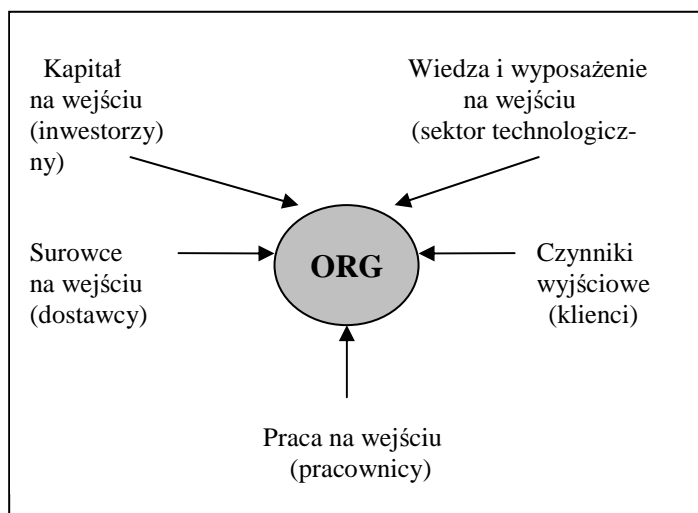 Kapitał
na wejściu
(inwestorzy)
ny)
Wiedza i wyposażenie
na wejściu
(sektor technologicz-
Surowce
na wejściu
(dostawcy)
ORG
Czynniki
wyjściowe
(klienci)
Praca na wejściu
(pracownicy)